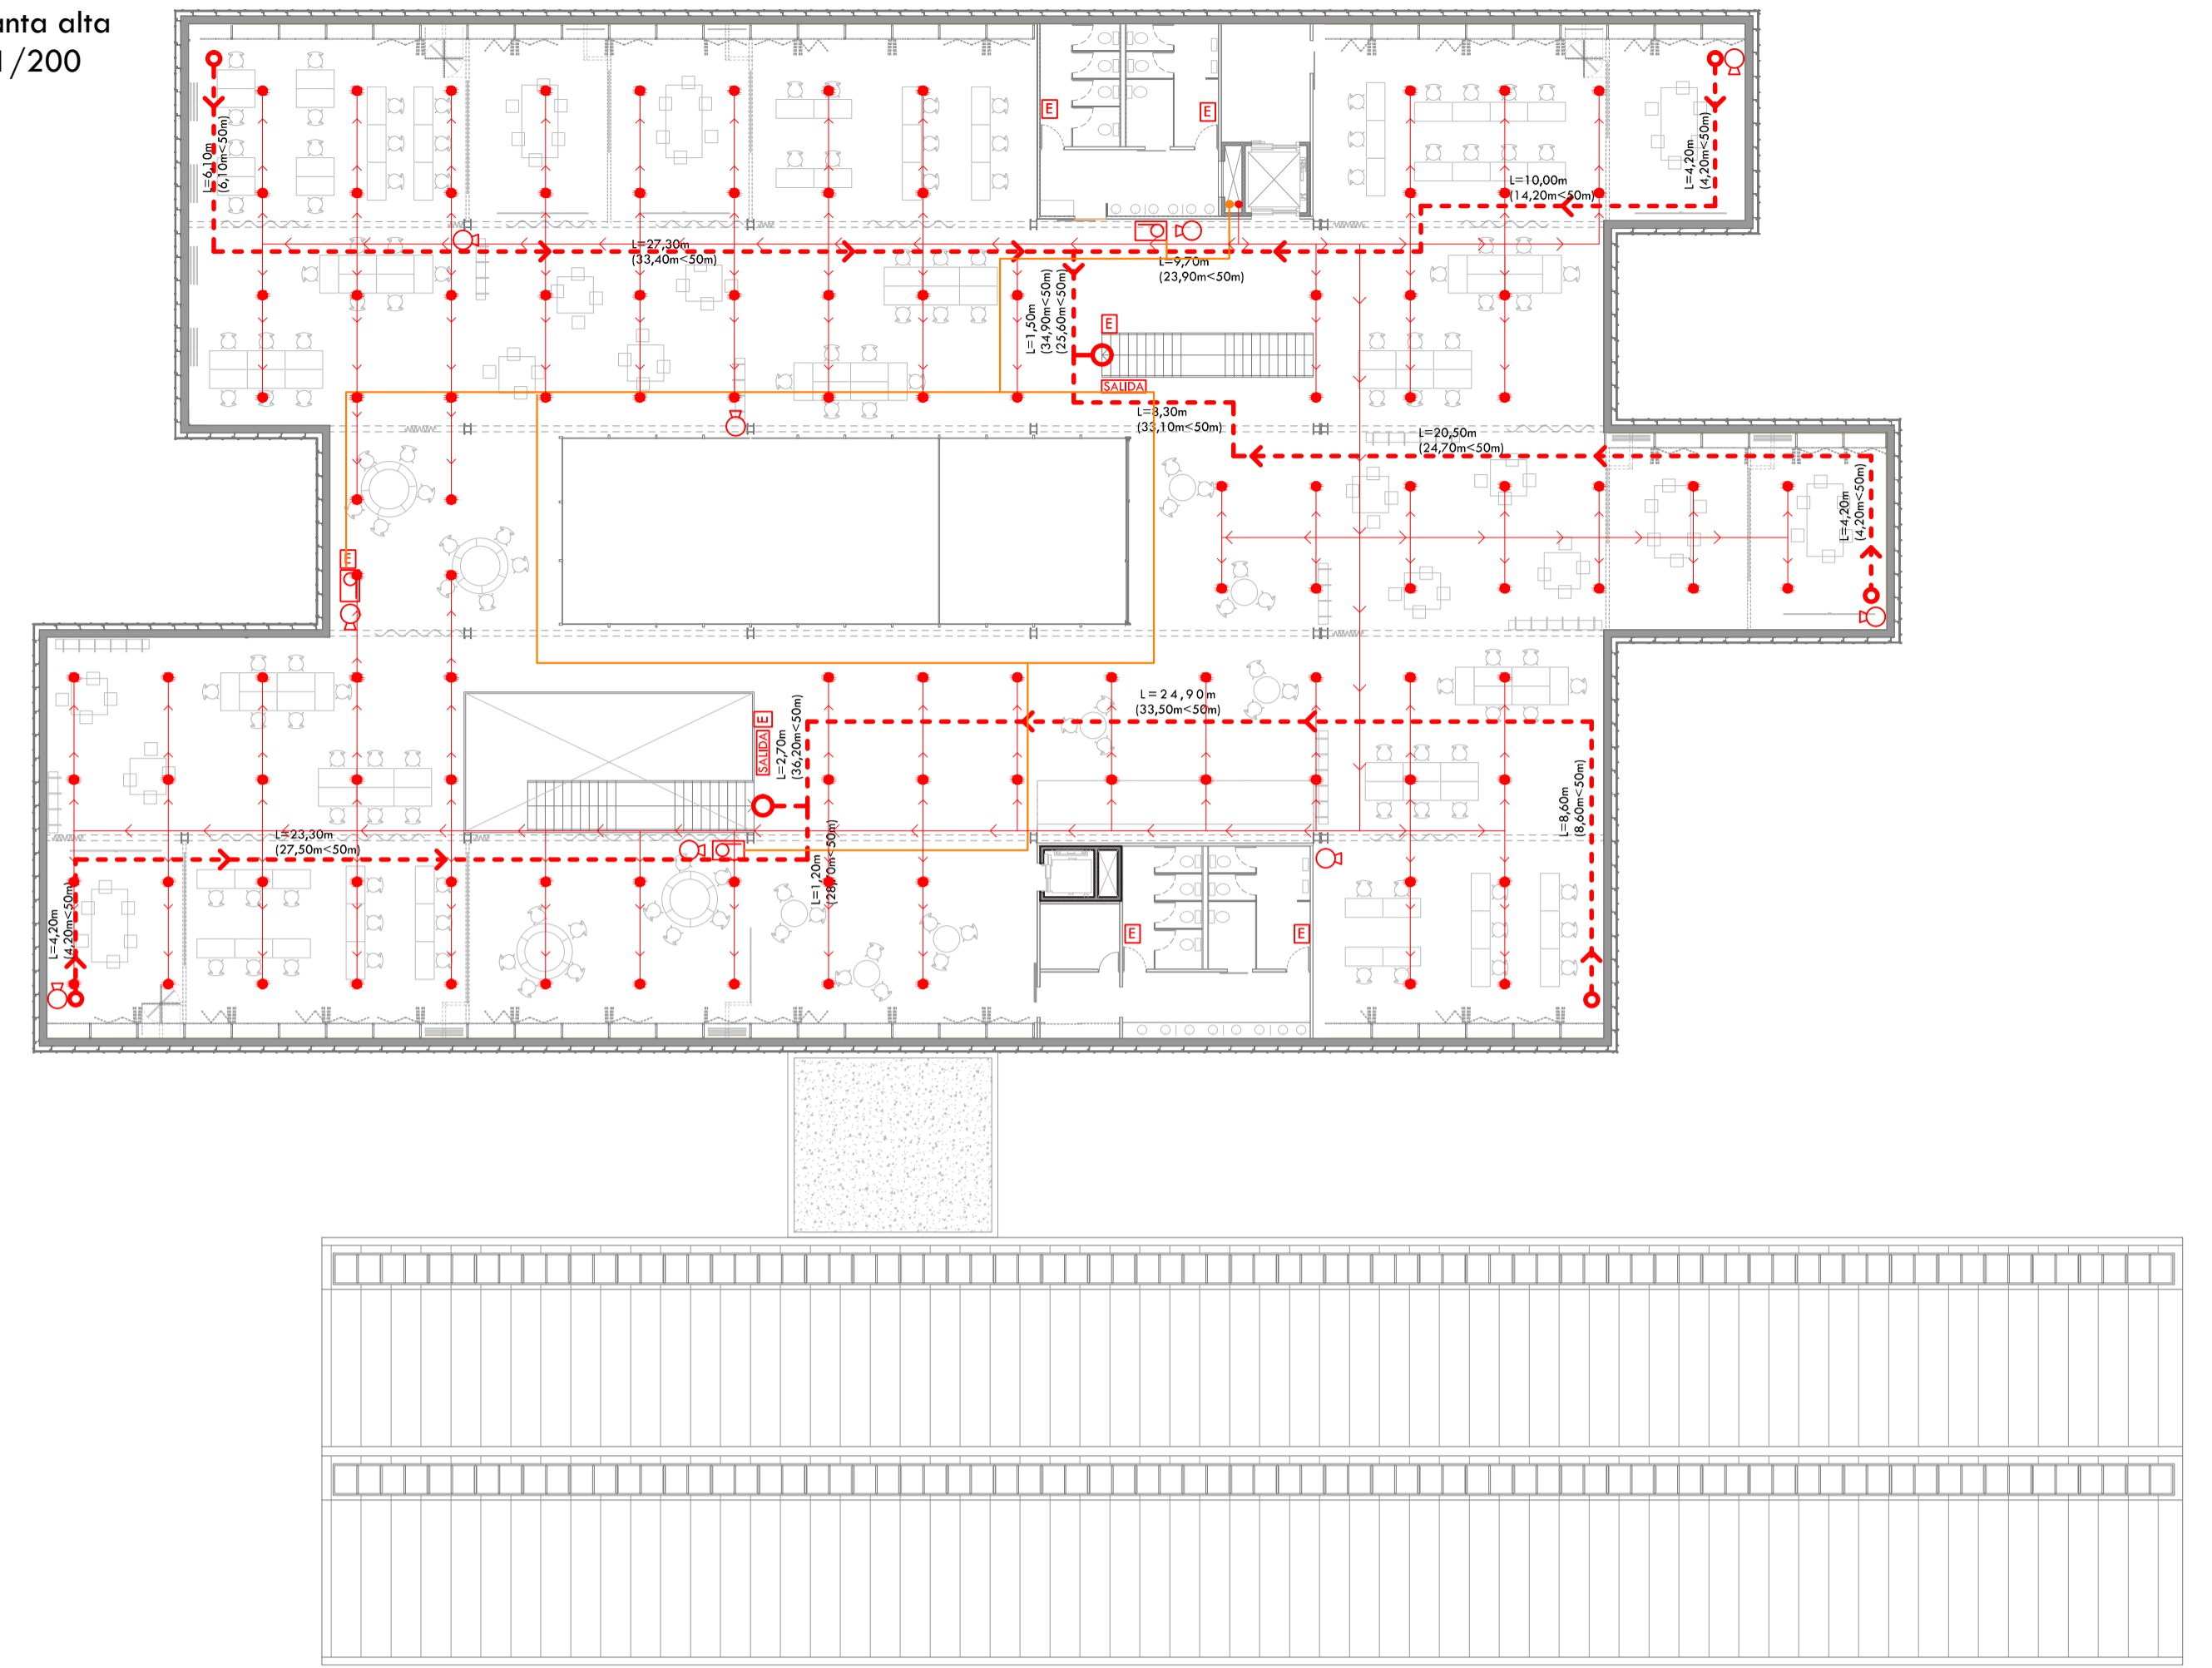 anta alta
1/200
E
E
L=6,10m
(6,10m<50m)
L=4,20m
(4,20m<50m)
L=10,00m
(14,20m<50m)
L=27,30m
(33,40m<50m)
L=9,70m
(23,90m<50m)
L=1,50m
(34,90m<50m)
(25,60m<50m)
E
SALIDA
L=8,30m
(33,10m<50m)
L=20,50m
(24,70m<50m)
L=4,20m
(4,20m<50m)
E
L=24,90m
(33,50m<50m)
E
SALIDA
L=2,70m
(36,20m<50m)
L=8,60m
(8,60m<50m)
L=23,30m
(27,50m<50m)
L=1,20m
(28,70m<50m)
L=4,20m
(4,20m<50m)
E
E